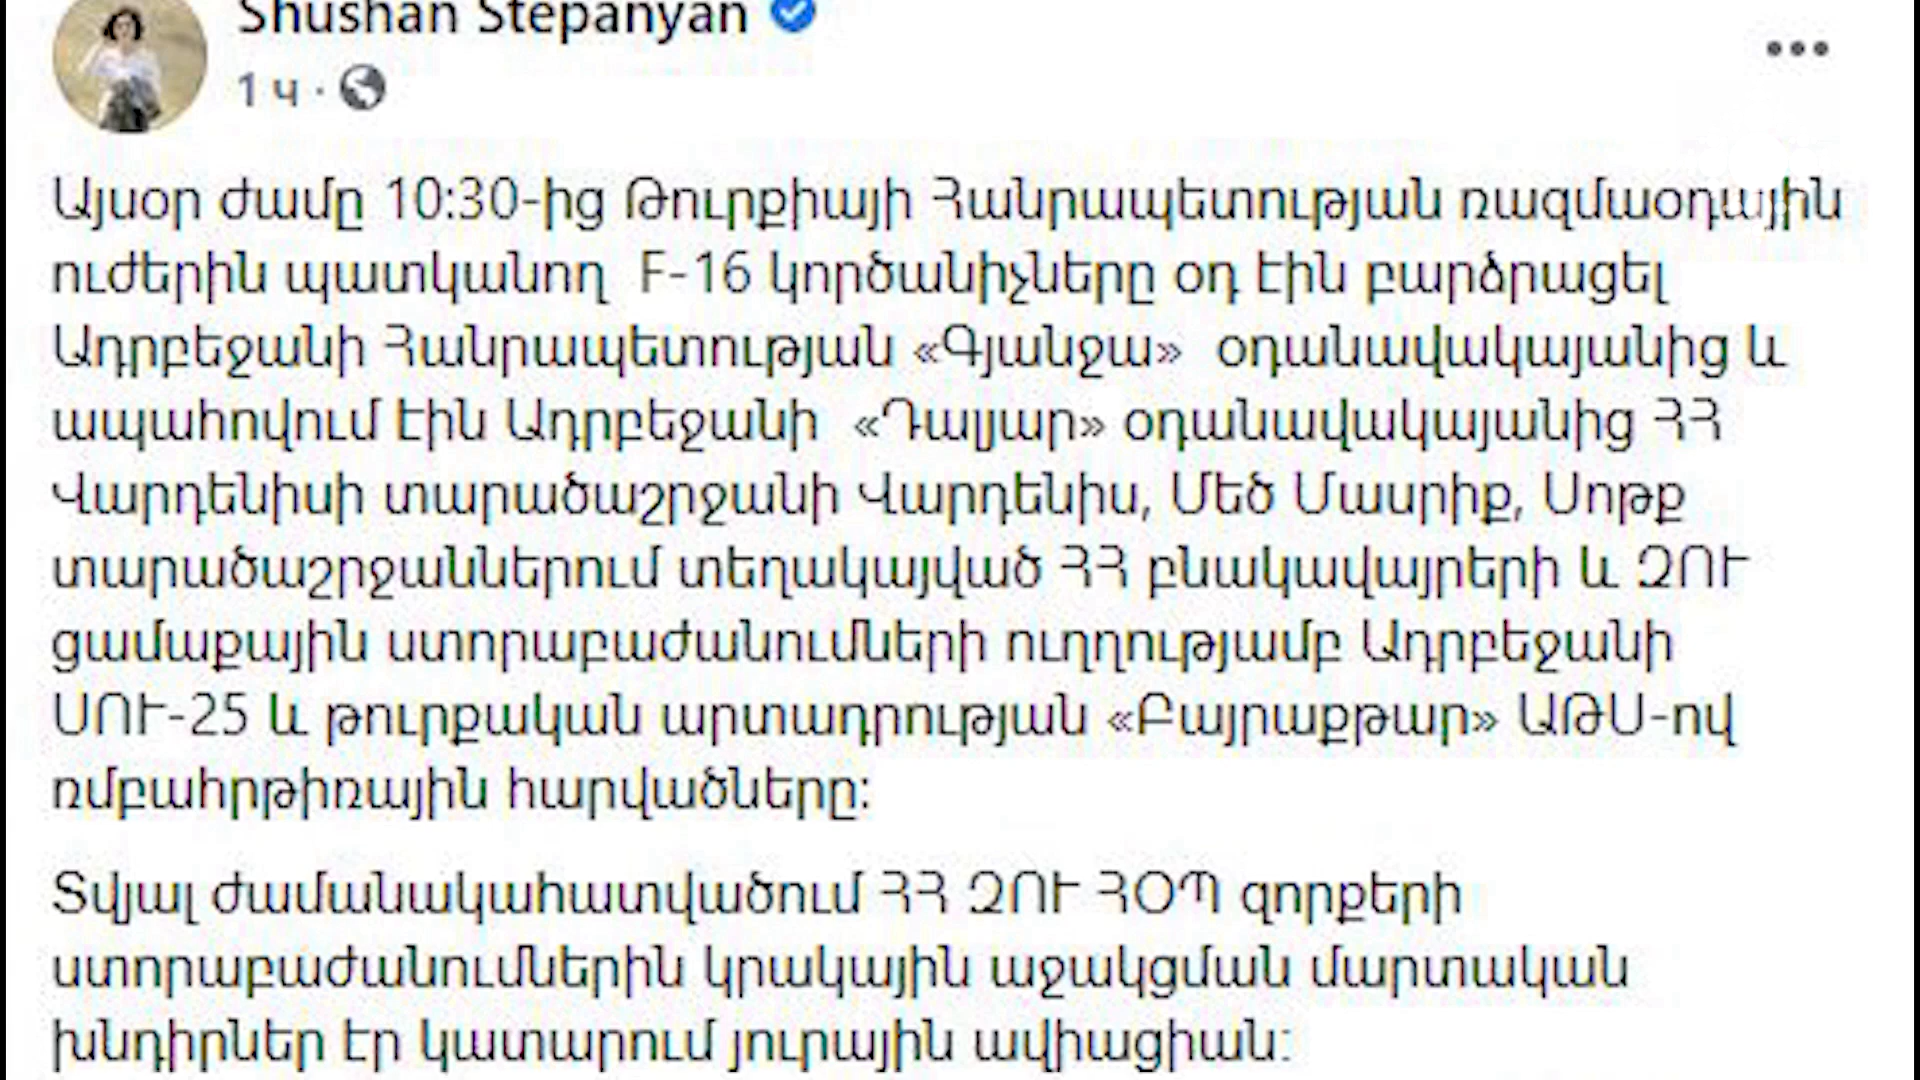 Shushan Stepanyan
1 ч ·
Այսօր ժամը 10:30-ից Թուրքիայի Հանրապետության ռազմաօդային
ուժերին պատկանող F-16 կործանիչները օդ էին բարձրացել
Ադրբեջանի Հանրապետության «Գյանջա» օդանավակայանից և
ապահովում էին Ադրբեջանի «Դալյար» օդանավակայանից ՀՀ
Վարդենիսի տարածաշրջանի Վարդենիս, Մեծ Մասրիք, Սոթք
տարածաշրջաններում տեղակայված ՀՀ բնակավայրերի և ԶՈՒ
ցամաքային ստորաբաժանումների ուղղությամբ Ադրբեջանի
ՍՈՒ-25 և թուրքական արտադրության «Բայրաքթար» ԱԹՍ-ով
ռմբահրթիռային հարվածները:
Տվյալ ժամանակահատվածում ՀՀ ԶՈՒ ՀՕՊ զորքերի
ստորաբաժանումներին կրակային աջակցման մարտական
խնդիրներ էր կատարում յուրային ավիացիան: